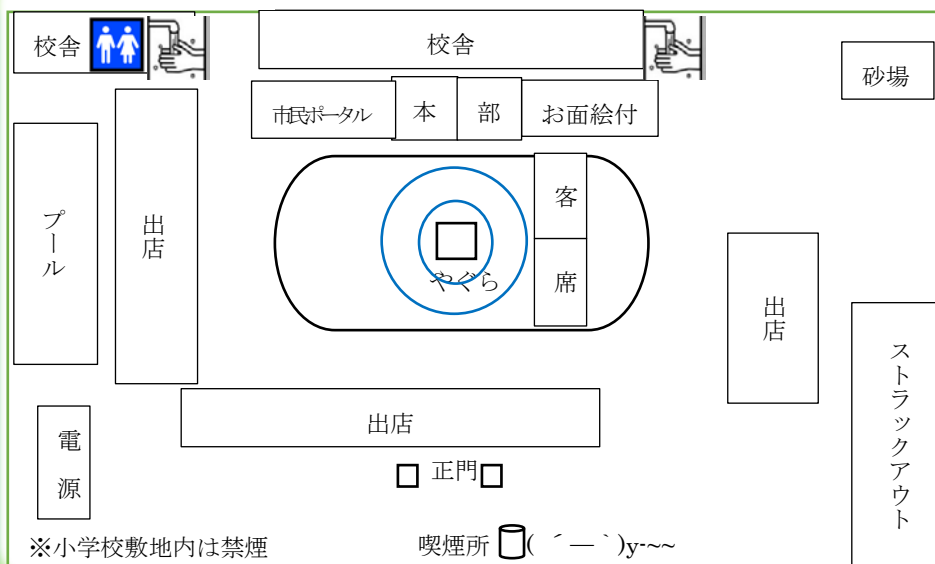 校舎
校舎
砂場
市民ポータル
本部
お面絵付
プール
出店
客席
やぐら
出店
ストラックアウト
出店
電源
正門
※小学校敷地内は禁煙
喫煙所 ( ´ ― ` )y-~~